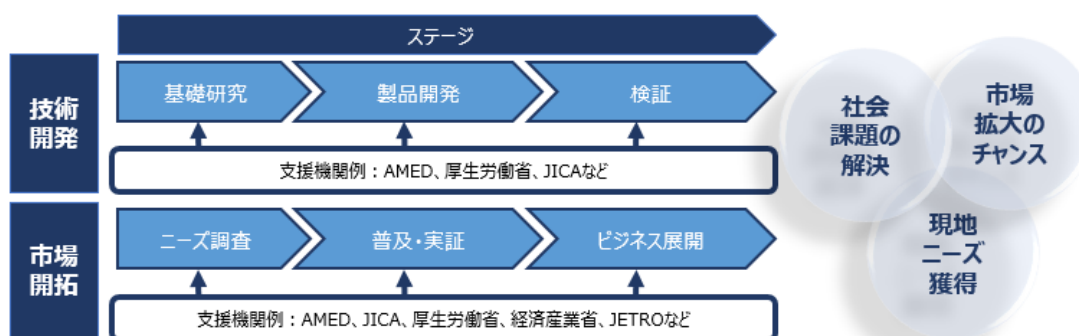 ステージ
技術
開発
基礎研究
製品開発
検証
支援機関例：AMED、厚生労働省、JICAなど
市場
開拓
ニーズ調査
普及・実証
ビジネス展開
支援機関例：AMED、JICA、厚生労働省、経済産業省、JETROなど
社会
課題の
解決
市場
拡大の
チャンス
現地
ニーズ
獲得